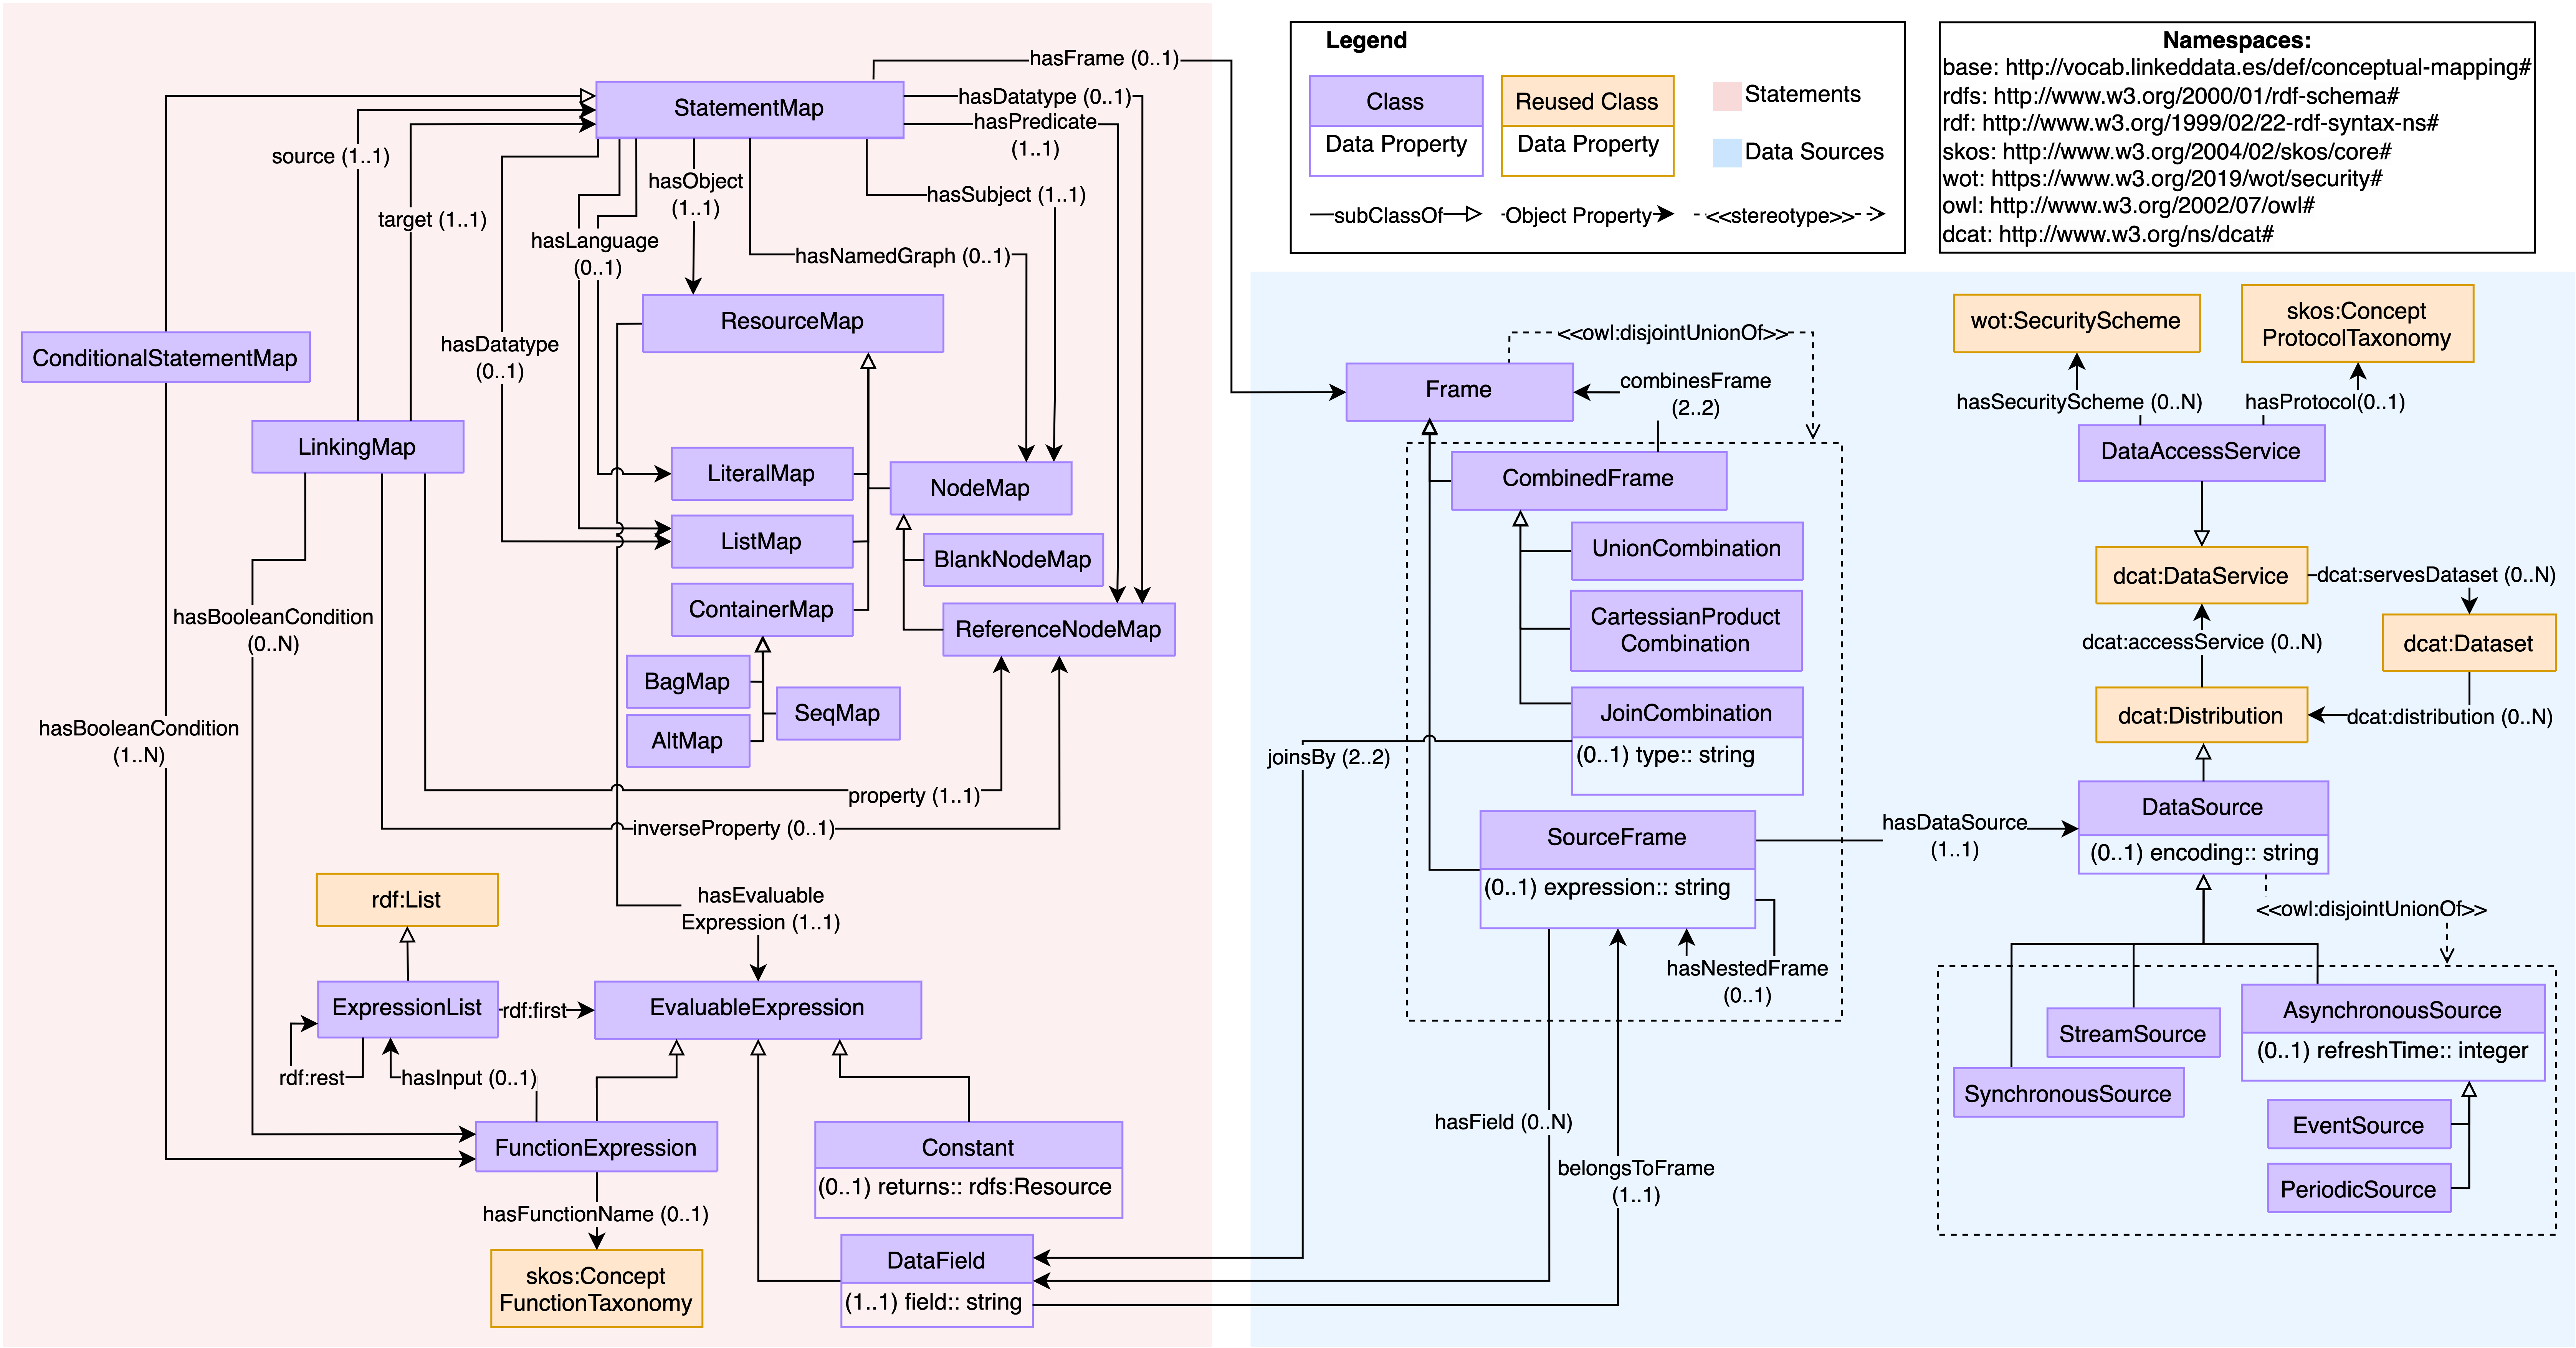 hasFrame (0..1)
StatementMap
hasDatatype (0..1)
hasPredicate
(1..1)
source (1..1)
target (1..1)
hasObject
(1..1)
hasSubject (1..1)
hasLanguage
(0..1)
hasNamedGraph (0..1)
hasDatatype
(0..1)
ResourceMap
ConditionalStatementMap
LinkingMap
LiteralMap
NodeMap
ListMap
BlankNodeMap
ContainerMap
ReferenceNodeMap
BagMap
SeqMap
AltMap
hasBooleanCondition
(0..N)
hasBooleanCondition
(1..N)
property (1..1)
inverseProperty (0..1)
rdf:List
hasEvaluable
Expression (1..1)
ExpressionList
rdf:first
EvaluableExpression
rdf:rest
hasInput (0..1)
FunctionExpression
Constant
(0..1) returns:: rdfs:Resource
hasFunctionName (0..1)
skos:Concept
FunctionTaxonomy
DataField
(1..1) field:: string
Legend
Class
Data Property
Reused Class
Data Property
Statements
Data Sources
subClassOf
Object Property
<<stereotype>>
Namespaces:
base: http://vocab.linkeddata.es/def/conceptual-mapping#
rdfs: http://www.w3.org/2000/01/rdf-schema#
rdf: http://www.w3.org/1999/02/22-rdf-syntax-ns#
skos: http://www.w3.org/2004/02/skos/core#
wot: https://www.w3.org/2019/wot/security#
owl: http://www.w3.org/2002/07/owl#
dcat: http://www.w3.org/ns/dcat#
<<owl:disjointUnionOf>>
Frame
combinesFrame
(2..2)
CombinedFrame
UnionCombination
CartessianProduct
Combination
JoinCombination
(0..1) type:: string
joinsBy (2..2)
SourceFrame
(0..1) expression:: string
hasNestedFrame
(0..1)
hasField (0..N)
belongsToFrame
(1..1)
hasDataSource
(1..1)
wot:SecurityScheme
skos:Concept
ProtocolTaxonomy
hasSecurityScheme (0..N)
hasProtocol(0..1)
DataAccessService
dcat:DataService
dcat:servesDataset (0..N)
dcat:accessService (0..N)
dcat:Dataset
dcat:Distribution
dcat:distribution (0..N)
DataSource
(0..1) encoding:: string
<<owl:disjointUnionOf>>
AsynchronousSource
(0..1) refreshTime:: integer
StreamSource
SynchronousSource
EventSource
PeriodicSource